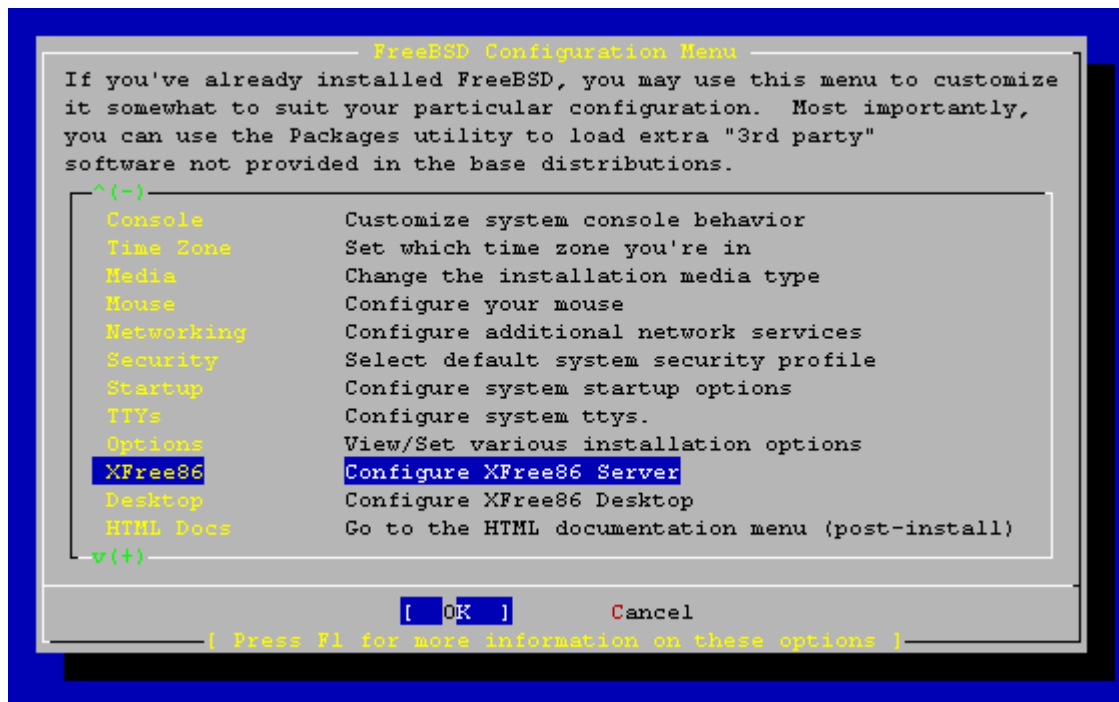 FreeBSD Configuration Menu
If you've already installed FreeBSD, you may use this menu to customize
it somewhat to suit your particular configuration.  Most importantly,
you can use the Packages utility to load extra "3rd party"
software not provided in the base distributions.
^(-)
Console Customize system console behavior
Time Zone Set which time zone you're in
Media Change the installation media type
Mouse Configure your mouse
Networking Configure additional network services
Security Select default system security profile
Startup Configure system startup options
TTYs Configure system ttys.
Options View/Set various installation options
XFree86 Configure XFree86 Server
Desktop Configure XFree86 Desktop
HTML Docs Go to the HTML documentation menu (post-install)
v(+)
[ OK ] Cancel
[ Press F1 for more information on these options ]